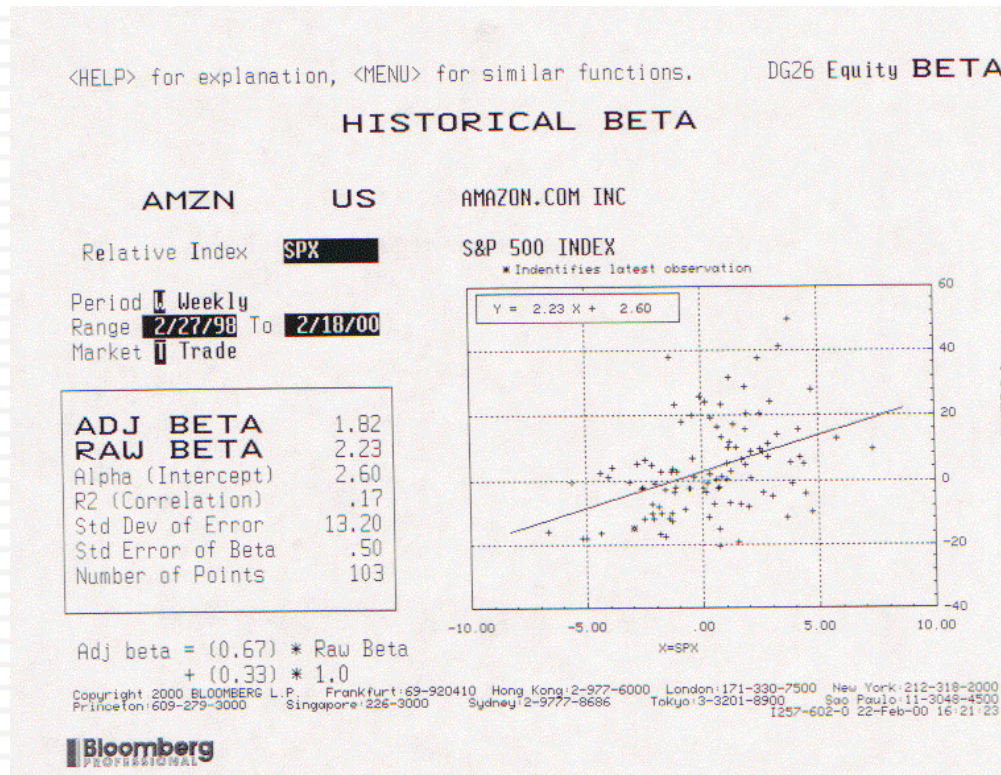 <HELP> for explanation, <MENU> for similar functions. DG26 Equity BETA
HISTORICAL BETA
AMZN US AMAZON.COM INC
Relative Index SPX S&P 500 INDEX
* Indentifies latest observation
Period W Weekly
Range 2/27/98 To 2/18/00
Market T Trade
Y = 2.23 X + 2.60
60
40
20
0
-20
-40
-10.00 -5.00 .00 5.00 10.00
X=SPX
ADJ BETA 1.82
RAW BETA 2.23
Alpha (Intercept) 2.60
R2 (Correlation) .17
Std Dev of Error 13.20
Std Error of Beta .50
Number of Points 103
Adj beta = (0.67) * Raw Beta
+ (0.33) * 1.0
Copyright 2000 BLOOMBERG L.P. Frankfurt:69-920410 Hong Kong:2-977-6000 London:171-330-7500 New York:212-318-2000
Princeton:609-279-3000 Singapore:226-3000 Sydney:2-9777-8686 Tokyo:3-3201-8900 Sao Paulo:11-3048-4500
I257-602-0 22-Feb-00 16:21:23
Bloomberg
PROFESSIONAL